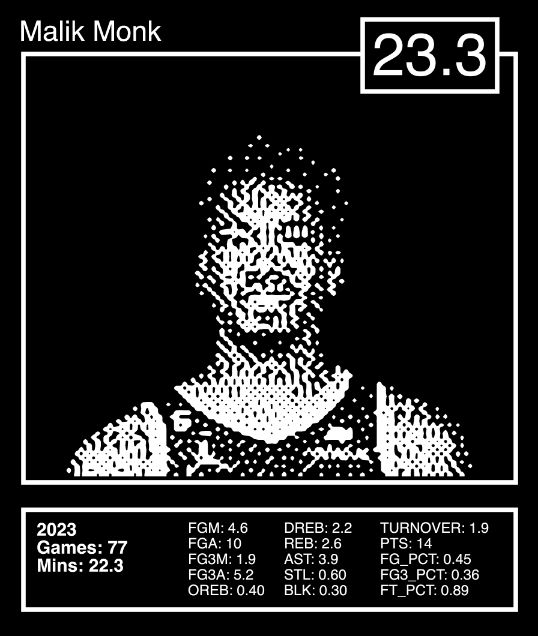 Malik Monk
23.3
2023
Games: 77
Mins: 22.3
FGM: 4.6
FGA: 10
FG3M: 1.9
FG3A: 5.2
OREB: 0.40
DREB: 2.2
REB: 2.6
AST: 3.9
STL: 0.60
BLK: 0.30
TURNOVER: 1.9
PTS: 14
FG_PCT: 0.45
FG3_PCT: 0.36
FT_PCT: 0.89